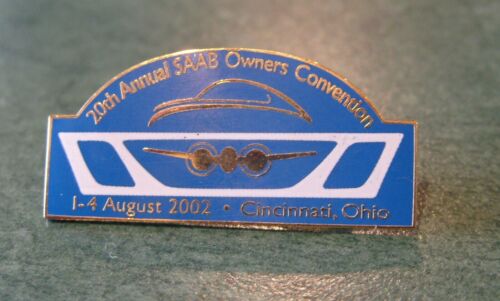 20th Annual SAAB Owners Convention
1-4 August 2002 • Cincinnati, Ohio